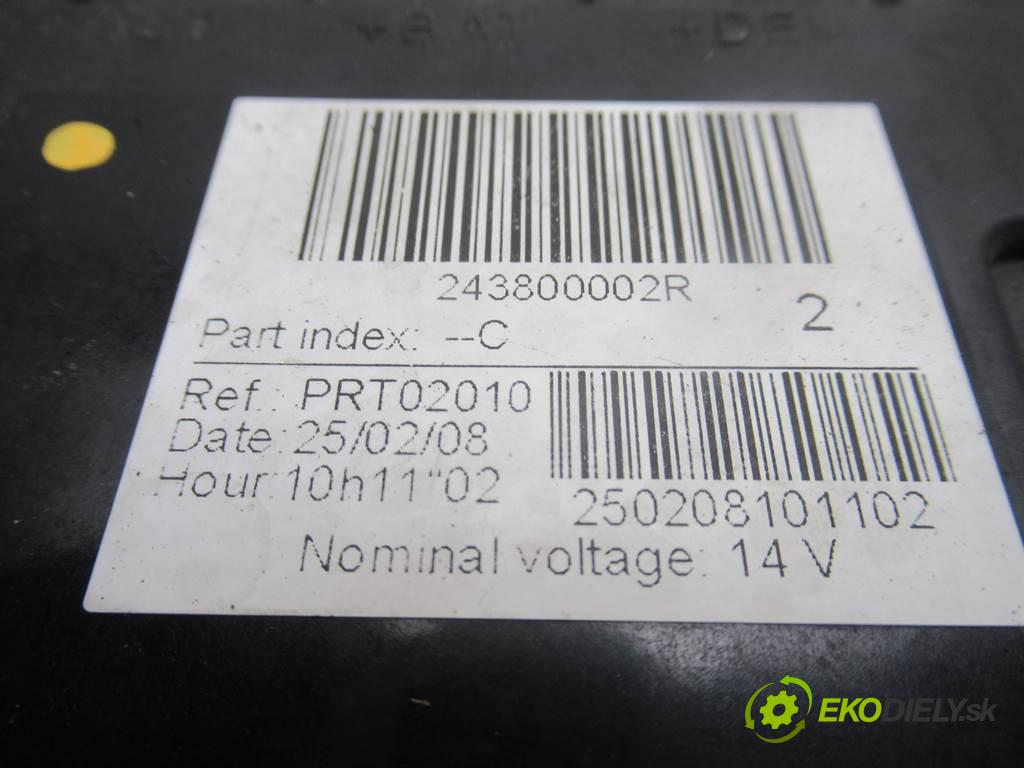 +BAT
243800002R
2
Part index: --C
Ref.: PRT02010
Date: 25/02/08
Hour: 10h11"02
250208101102
Nominal voltage: 14 V
EKODIELY.sk